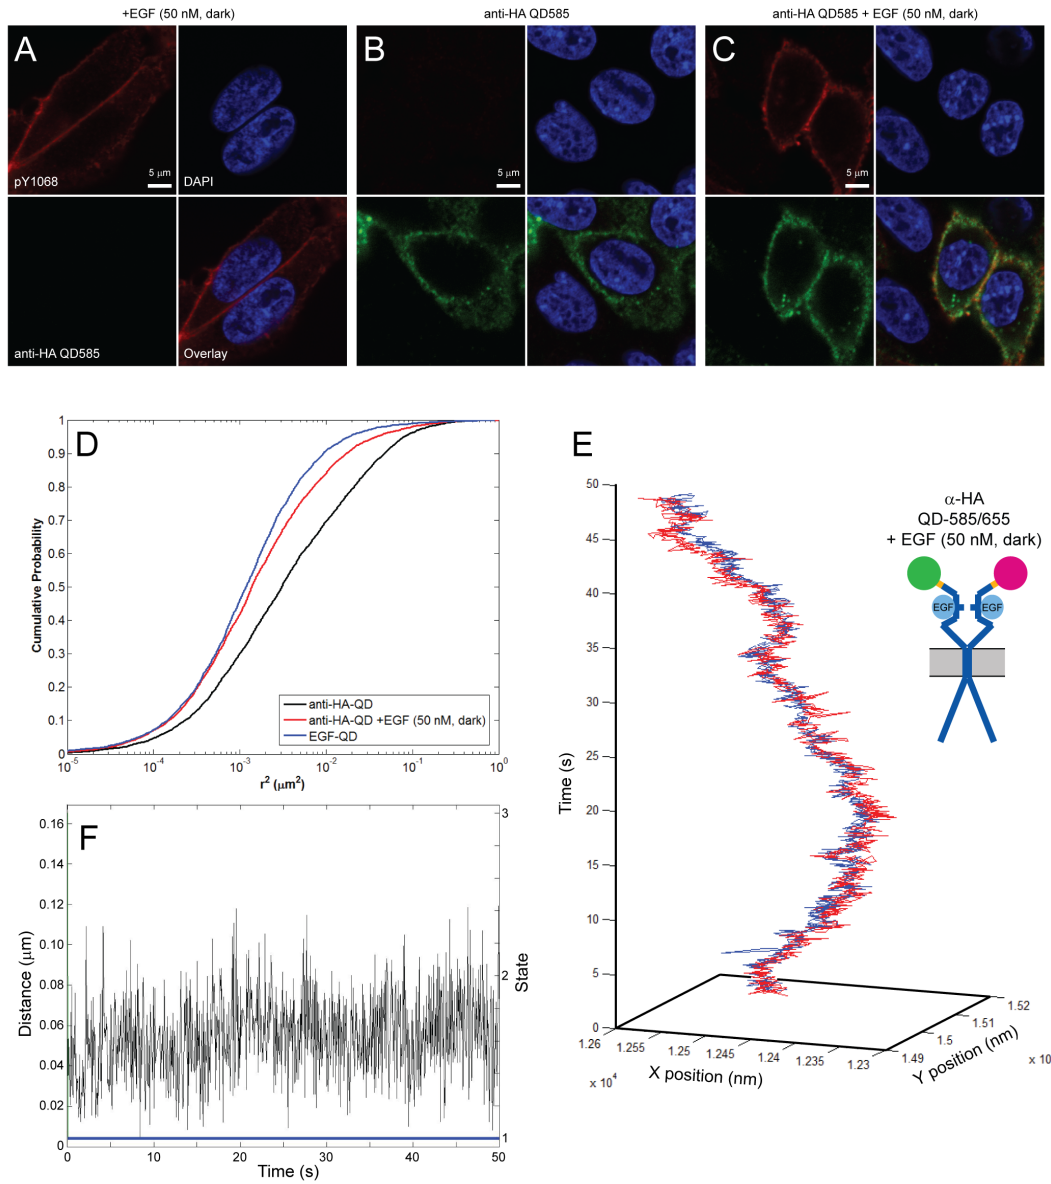 +EGF (50 nm, dark)
anti-HA QD585
anti-HA QD585 + EGF (50 nM, dark)
A
B
C
5 μm
5 μm
5 μm
pY1068
DAPI
anti-HA QD585
Overlay
D
1
0.9
0.8
0.7
0.6
0.5
0.4
0.3
0.2
0.1
0
Cumulative Probability
anti-HA-QD
anti-HA-QD +EGF (50 nM, dark)
EGF-QD
10⁻⁵ 10⁻⁴ 10⁻³ 10⁻² 10⁻¹ 10⁰
r² (μm²)
E
50
45
40
35
30
25
20
15
10
5
0
Time (s)
α-HA
QD-585/655
+ EGF (50 nM, dark)
EGF EGF
1.26 1.255 1.25 1.245 1.24 1.235 1.23
x 10⁴
X position (nm)
1.49 1.5 1.51 1.52
Y position (nm)
x 10
F
0.16
0.14
0.12
0.10
0.08
0.06
0.04
0.02
0
Distance (μm)
3
2
1
State
0 10 20 30 40 50
Time (s)